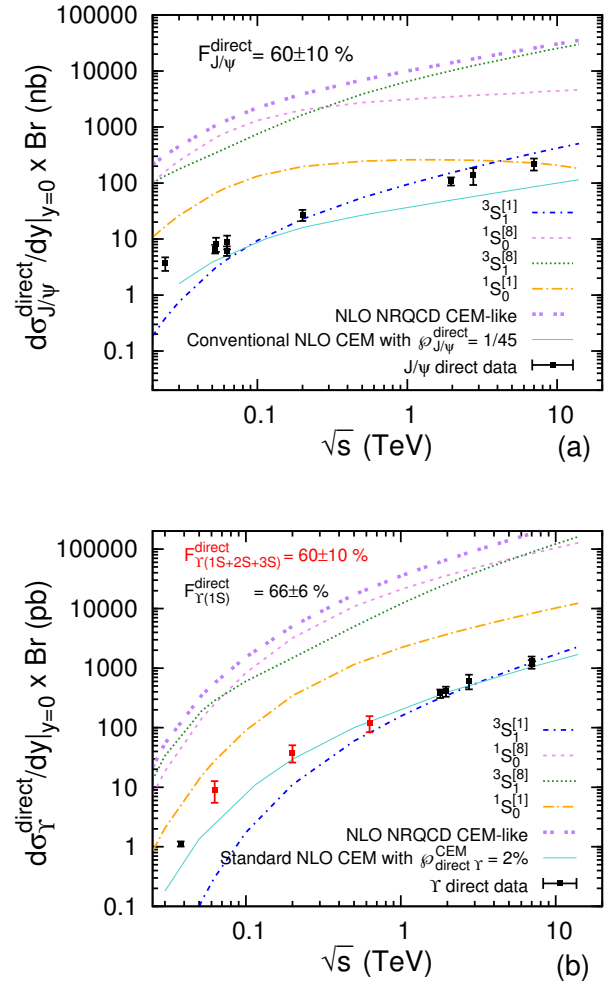 F^direct_J/ψ = 60±10 %
dσ^direct_J/ψ/dy|y=0 x Br (nb)
100000
10000
1000
100
10
1
0.1
³S₁^[1]
¹S₀^[8]
³S₁^[8]
¹S₀^[1]
NLO NRQCD CEM-like
Conventional NLO CEM with ℘^direct_J/ψ = 1/45
J/ψ direct data
0.1 1 10
√s (TeV)
(a)
F^direct_ϒ(1S+2S+3S) = 60±10 %
F^direct_ϒ(1S) = 66±6 %
dσ^direct_ϒ/dy|y=0 x Br (pb)
100000
10000
1000
100
10
1
0.1
³S₁^[1]
¹S₀^[8]
³S₁^[8]
¹S₀^[1]
NLO NRQCD CEM-like
Standard NLO CEM with ℘^CEM_direct ϒ = 2%
ϒ direct data
0.1 1 10
√s (TeV)
(b)